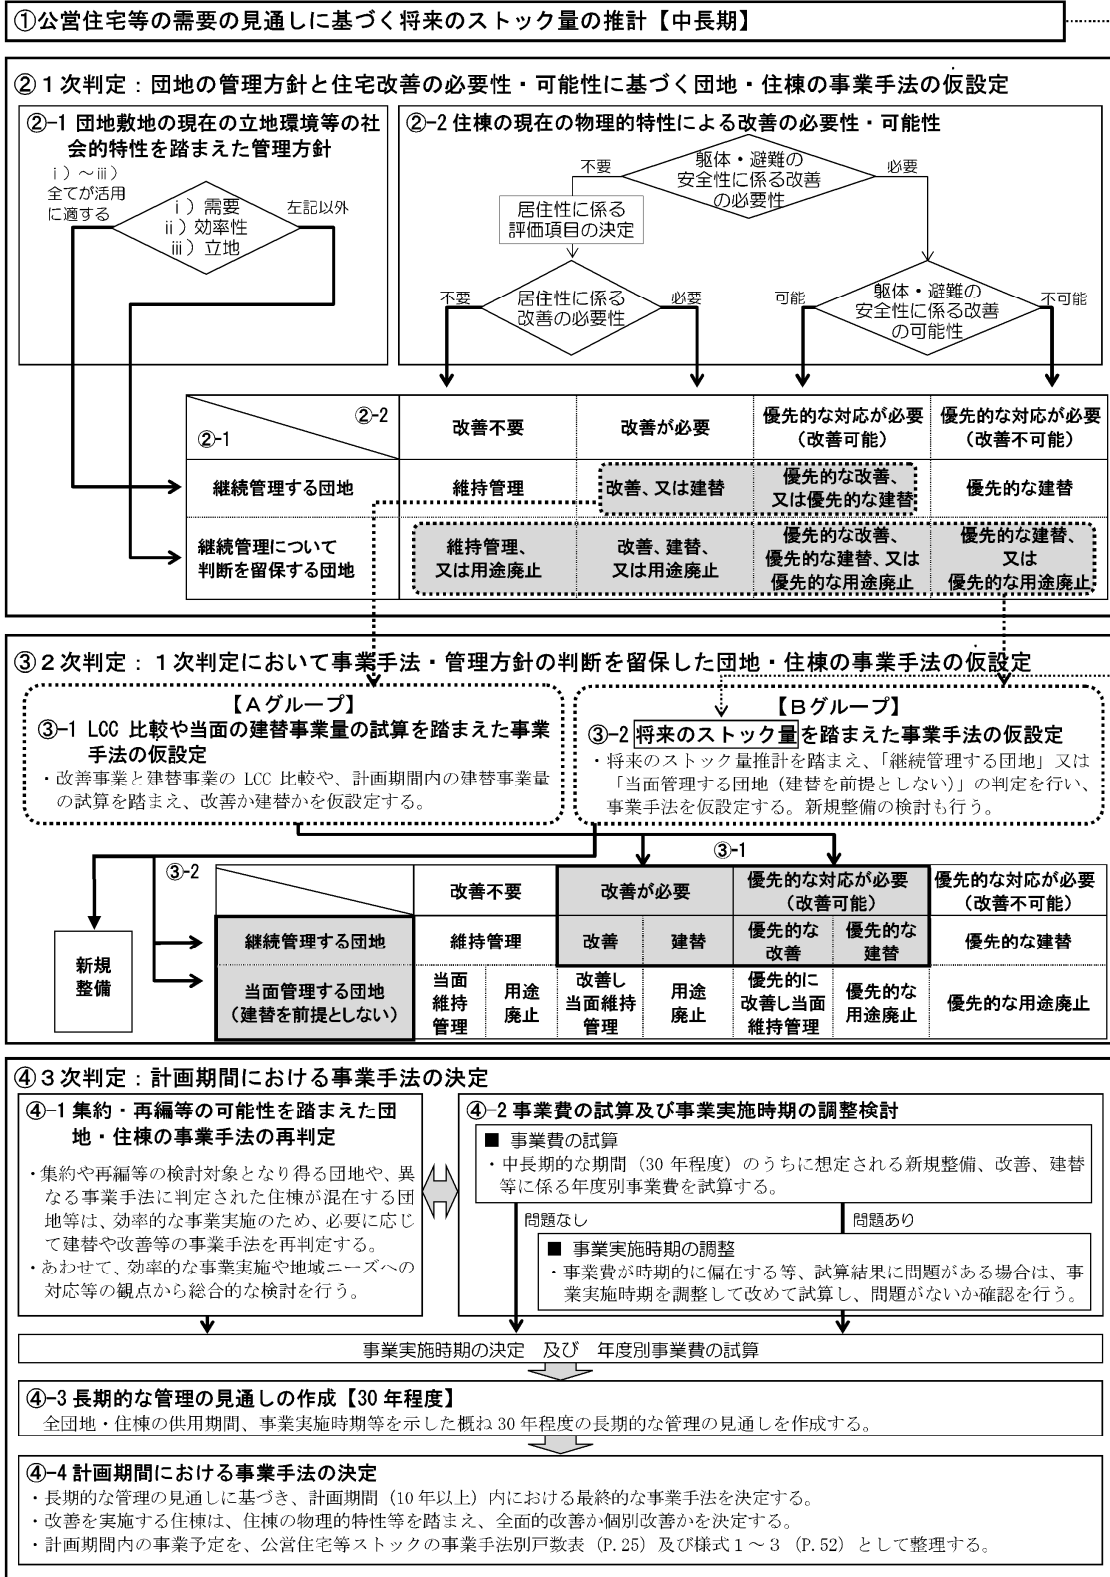 ①公営住宅等の需要の見通しに基づく将来のストック量の推計【中長期】
②１次判定：団地の管理方針と住宅改善の必要性・可能性に基づく団地・住棟の事業手法の仮設定
②-1 団地敷地の現在の立地環境等の社
会的特性を踏まえた管理方針
ⅰ）～ⅲ）
全てが活用
に適する
ⅰ）需要
ⅱ）効率性
ⅲ）立地
左記以外
②-2 住棟の現在の物理的特性による改善の必要性・可能性
不要
躯体・避難の
安全性に係る改善
の必要性
必要
居住性に係る
評価項目の決定
不要
居住性に係る
改善の必要性
必要
可能
躯体・避難の
安全性に係る改善
の可能性
不可能
②-2
②-1
改善不要
改善が必要
優先的な対応が必要
（改善可能）
優先的な対応が必要
（改善不可能）
継続管理する団地
維持管理
改善、又は建替
優先的な改善、
又は優先的な建替
優先的な建替
継続管理について
判断を留保する団地
維持管理、
又は用途廃止
改善、建替、
又は用途廃止
優先的な改善、
優先的な建替、又は
優先的な用途廃止
優先的な建替、
又は
優先的な用途廃止
③２次判定：１次判定において事業手法・管理方針の判断を留保した団地・住棟の事業手法の仮設定
【Ａグループ】
③-1 LCC 比較や当面の建替事業量の試算を踏まえた事業
手法の仮設定
・改善事業と建替事業の LCC 比較や、計画期間内の建替事業量
の試算を踏まえ、改善か建替かを仮設定する。
【Ｂグループ】
③-2 将来のストック量を踏まえた事業手法の仮設定
・将来のストック量推計を踏まえ、「継続管理する団地」又は
「当面管理する団地（建替を前提としない）」の判定を行い、
事業手法を仮設定する。新規整備の検討も行う。
③-1
③-2
改善不要
改善が必要
優先的な対応が必要
（改善可能）
優先的な対応が必要
（改善不可能）
新規
整備
継続管理する団地
維持管理
改善
建替
優先的な
改善
優先的な
建替
優先的な建替
当面管理する団地
（建替を前提としない）
当面
維持
管理
用途
廃止
改善し
当面維持
管理
用途
廃止
優先的に
改善し当面
維持管理
優先的な
用途廃止
優先的な用途廃止
④３次判定：計画期間における事業手法の決定
④-1 集約・再編等の可能性を踏まえた団
地・住棟の事業手法の再判定
・集約や再編等の検討対象となり得る団地や、異
なる事業手法に判定された住棟が混在する団
地等は、効率的な事業実施のため、必要に応じ
て建替や改善等の事業手法を再判定する。
・あわせて、効率的な事業実施や地域ニーズへの
対応等の観点から総合的な検討を行う。
④-2 事業費の試算及び事業実施時期の調整検討
■ 事業費の試算
・中長期的な期間（30 年程度）のうちに想定される新規整備、改善、建替
等に係る年度別事業費を試算する。
問題なし
問題あり
■ 事業実施時期の調整
・事業費が時期的に偏在する等、試算結果に問題がある場合は、事
業実施時期を調整して改めて試算し、問題がないか確認を行う。
事業実施時期の決定　及び　年度別事業費の試算
④-3 長期的な管理の見通しの作成【30 年程度】
全団地・住棟の供用期間、事業実施時期等を示した概ね 30 年程度の長期的な管理の見通しを作成する。
④-4 計画期間における事業手法の決定
・長期的な管理の見通しに基づき、計画期間（10 年以上）内における最終的な事業手法を決定する。
・改善を実施する住棟は、住棟の物理的特性等を踏まえ、全面的改善か個別改善かを決定する。
・計画期間内の事業予定を、公営住宅等ストックの事業手法別戸数表（P.25）及び様式１～３（P.52）として整理する。